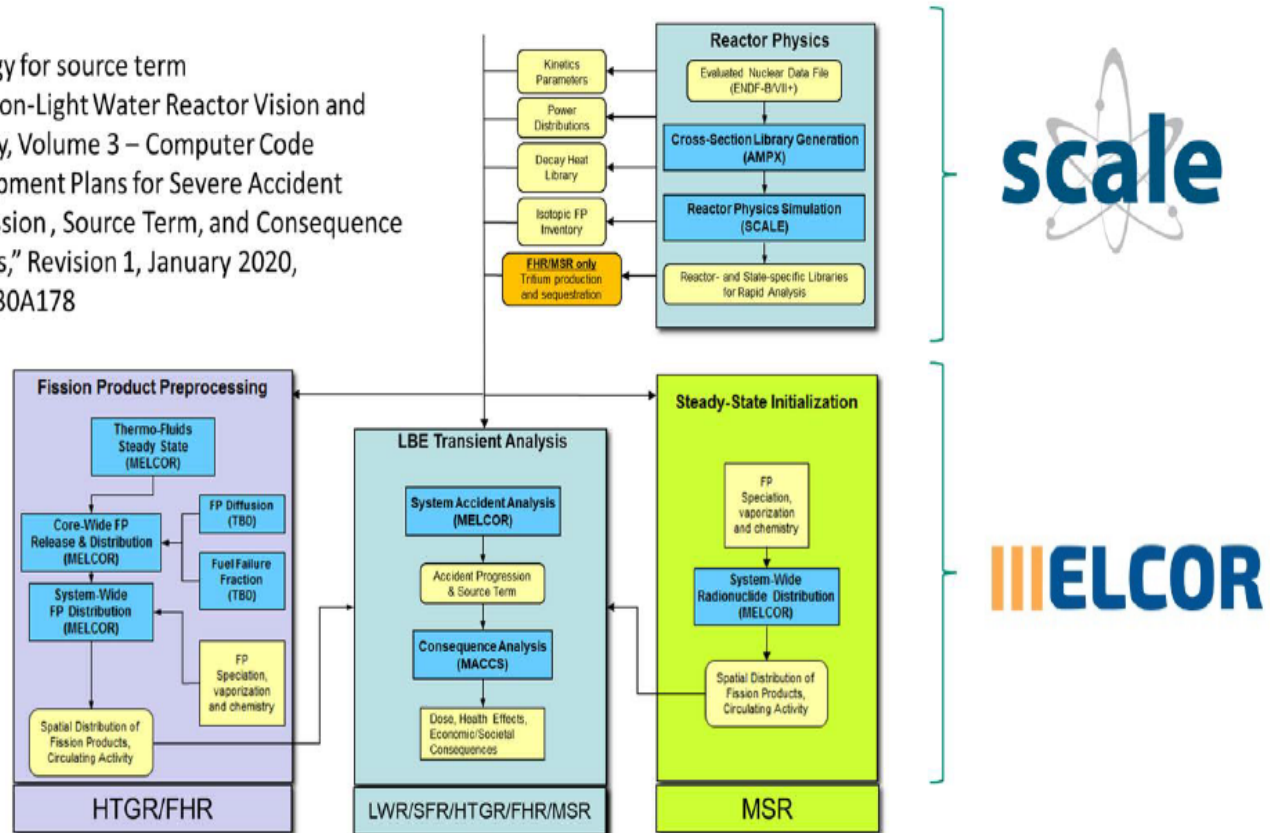 gy for source term
on-Light Water Reactor Vision and
y, Volume 3 – Computer Code
opment Plans for Severe Accident
ssion , Source Term, and Consequence
s,” Revision 1, January 2020,
30A178
Reactor Physics
Evaluated Nuclear Data File
(ENDF-B/VII+)
Cross-Section Library Generation
(AMPX)
Reactor Physics Simulation
(SCALE)
Reactor- and State-specific Libraries
for Rapid Analysis
Kinetics
Parameters
Power
Distributions
Decay Heat
Library
Isotopic FP
Inventory
FHR/MSR only
Tritium production
and sequestration
scale
Fission Product Preprocessing
Thermo-Fluids
Steady State
(MELCOR)
Core-Wide FP
Release & Distribution
(MELCOR)
FP Diffusion
(TBD)
Fuel Failure
Fraction
(TBD)
System-Wide
FP Distribution
(MELCOR)
FP
Speciation,
vaporization
and chemistry
Spatial Distribution of
Fission Products,
Circulating Activity
HTGR/FHR
LBE Transient Analysis
System Accident Analysis
(MELCOR)
Accident Progression
& Source Term
Consequence Analysis
(MACCS)
Dose, Health Effects,
Economic/Societal
Consequences
LWR/SFR/HTGR/FHR/MSR
Steady-State Initialization
FP
Speciation,
vaporization
and chemistry
System-Wide
Radionuclide Distribution
(MELCOR)
Spatial Distribution of
Fission Products,
Circulating Activity
MSR
MELCOR